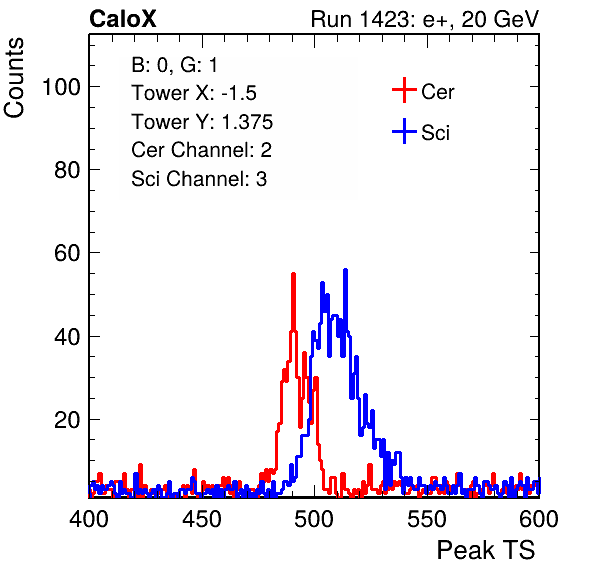 CaloX Run 1423: e+, 20 GeV
Counts
B: 0, G: 1
Tower X: -1.5
Tower Y: 1.375
Cer Channel: 2
Sci Channel: 3
Cer
Sci
100
80
60
40
20
400 450 500 550 600
Peak TS